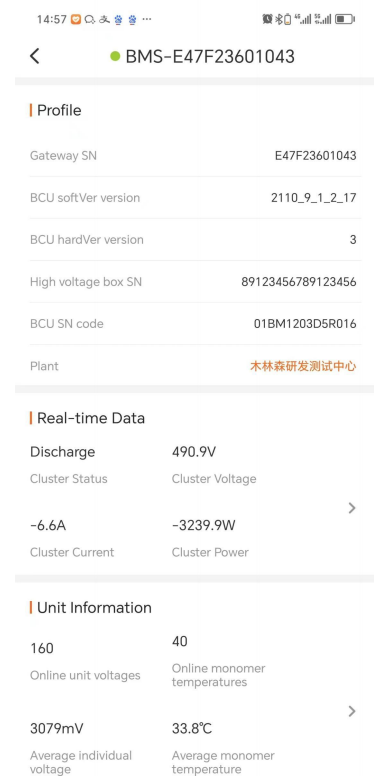 14:57
BMS-E47F23601043
Profile
Gateway SN E47F23601043
BCU softVer version 2110_9_1_2_17
BCU hardVer version 3
High voltage box SN 89123456789123456
BCU SN code 01BM1203D5R016
Plant 木林森研发测试中心
Real-time Data
Discharge 490.9V
Cluster Status Cluster Voltage
-6.6A -3239.9W
Cluster Current Cluster Power
Unit Information
160 40
Online unit voltages Online monomer
temperatures
3079mV 33.8℃
Average individual Average monomer
voltage temperature